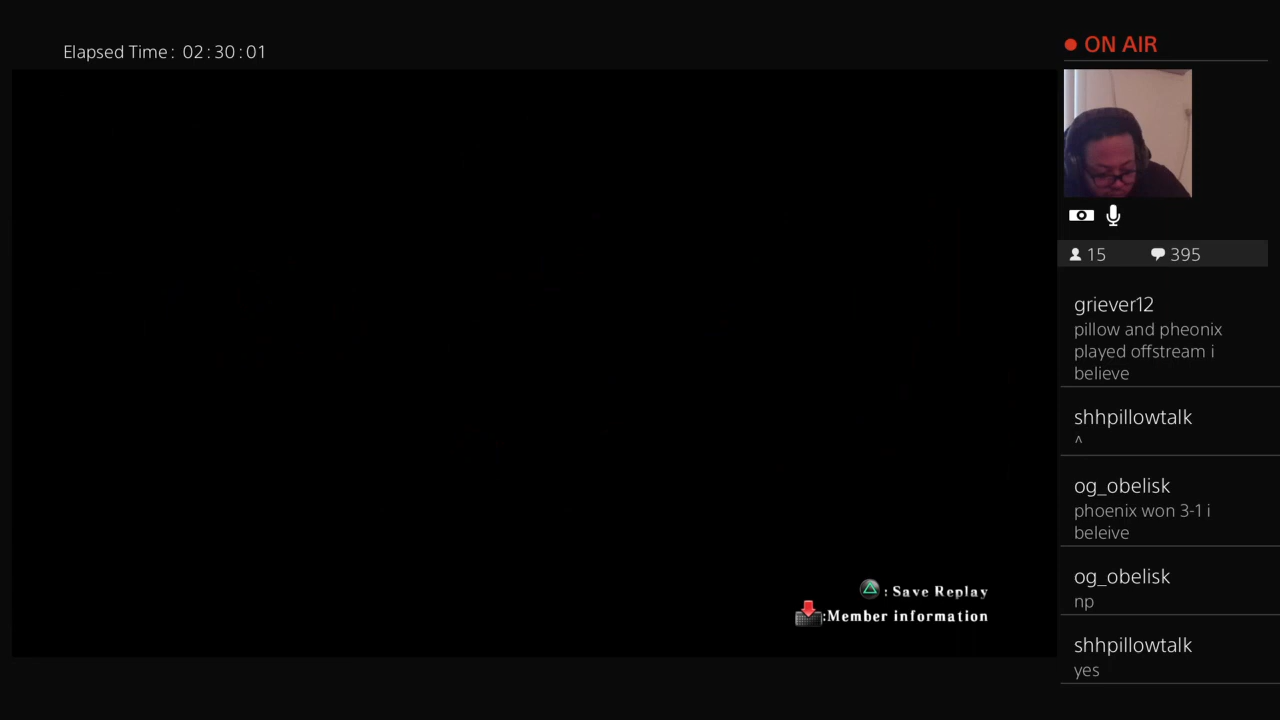 Elapsed Time: 02:30:01
ON AIR
15 395
griever12
pillow and pheonix
played offstream i
believe
shhpillowtalk
^
og_obelisk
phoenix won 3-1 i
beleive
og_obelisk
np
shhpillowtalk
yes
: Save Replay
:Member information